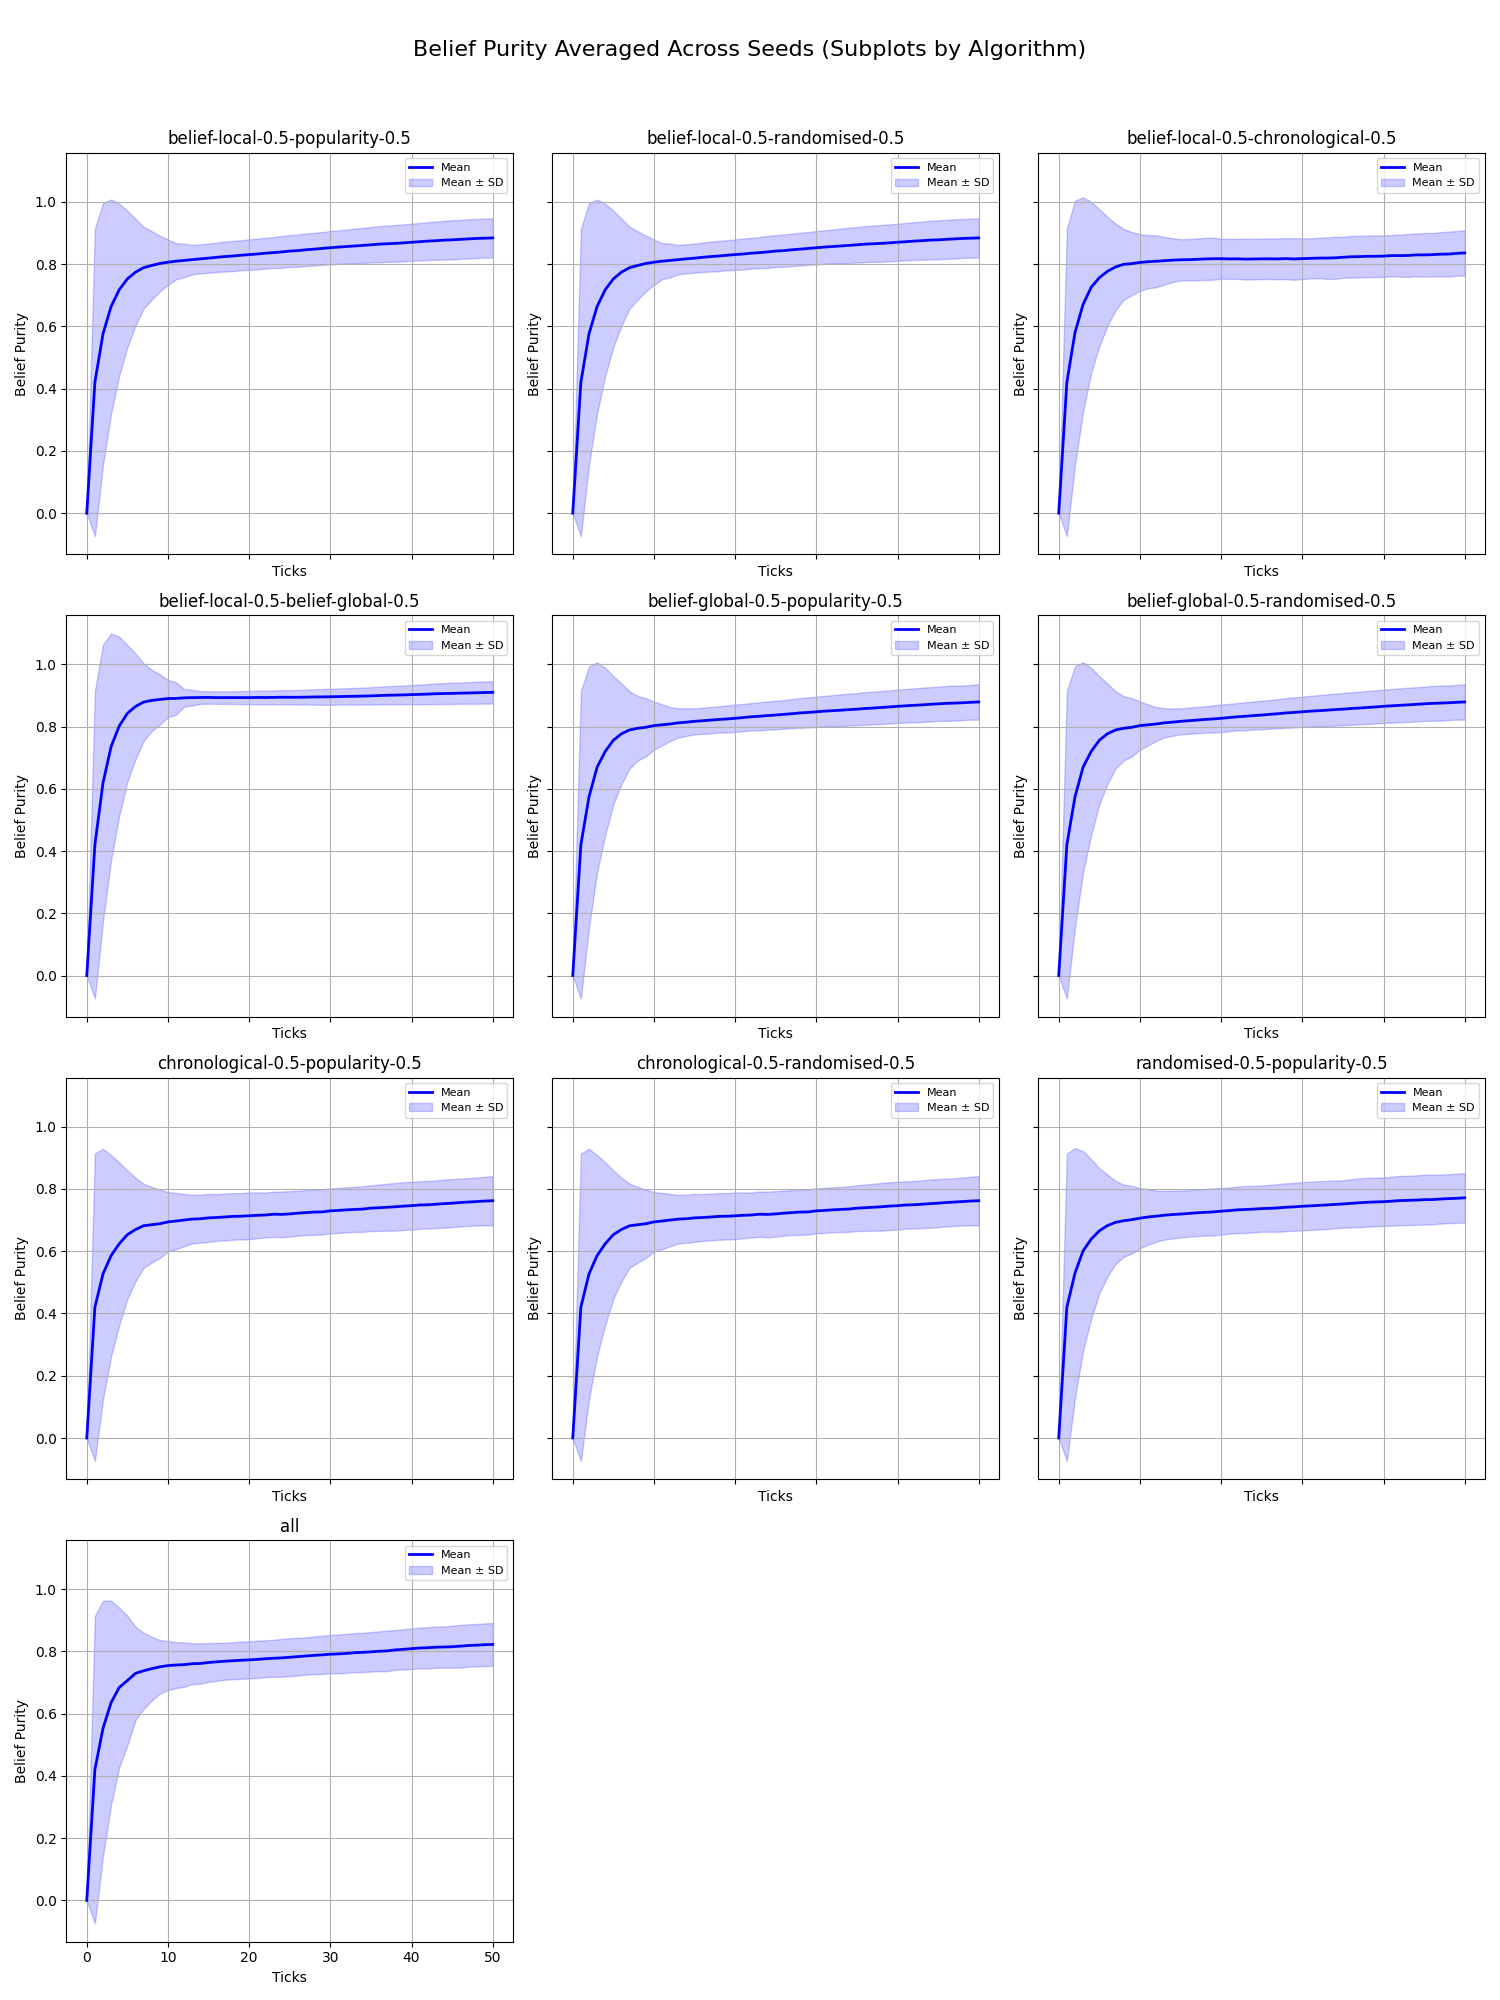 Belief Purity Averaged Across Seeds (Subplots by Algorithm)
belief-local-0.5-popularity-0.5
Mean
Mean ± SD
1.0
0.8
0.6
0.4
0.2
0.0
Belief Purity
Ticks
belief-local-0.5-randomised-0.5
Mean
Mean ± SD
Belief Purity
Ticks
belief-local-0.5-chronological-0.5
Mean
Mean ± SD
Belief Purity
Ticks
belief-local-0.5-belief-global-0.5
Mean
Mean ± SD
1.0
0.8
0.6
0.4
0.2
0.0
Belief Purity
Ticks
belief-global-0.5-popularity-0.5
Mean
Mean ± SD
Belief Purity
Ticks
belief-global-0.5-randomised-0.5
Mean
Mean ± SD
Belief Purity
Ticks
chronological-0.5-popularity-0.5
Mean
Mean ± SD
1.0
0.8
0.6
0.4
0.2
0.0
Belief Purity
Ticks
chronological-0.5-randomised-0.5
Mean
Mean ± SD
Belief Purity
Ticks
randomised-0.5-popularity-0.5
Mean
Mean ± SD
Belief Purity
Ticks
all
Mean
Mean ± SD
1.0
0.8
0.6
0.4
0.2
0.0
Belief Purity
0 10 20 30 40 50
Ticks